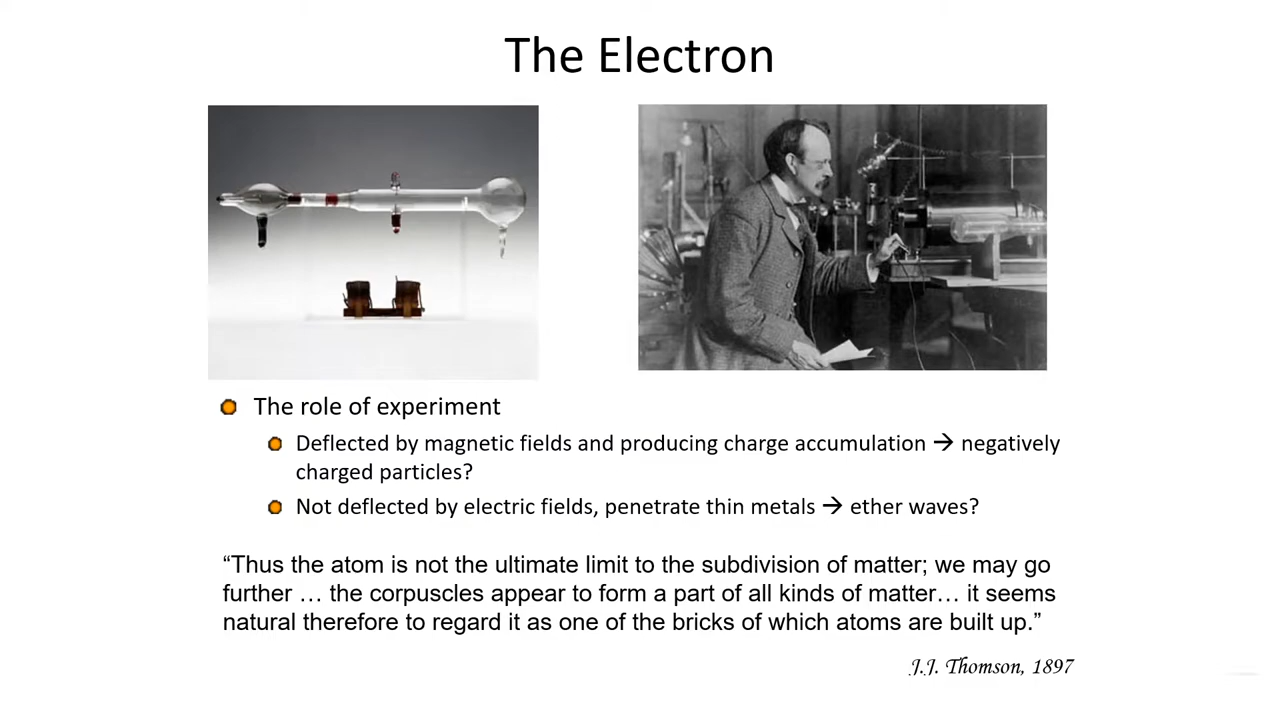 The Electron
The role of experiment
Deflected by magnetic fields and producing charge accumulation → negatively
charged particles?
Not deflected by electric fields, penetrate thin metals → ether waves?
“Thus the atom is not the ultimate limit to the subdivision of matter; we may go
further … the corpuscles appear to form a part of all kinds of matter… it seems
natural therefore to regard it as one of the bricks of which atoms are built up.”
J.J. Thomson, 1897